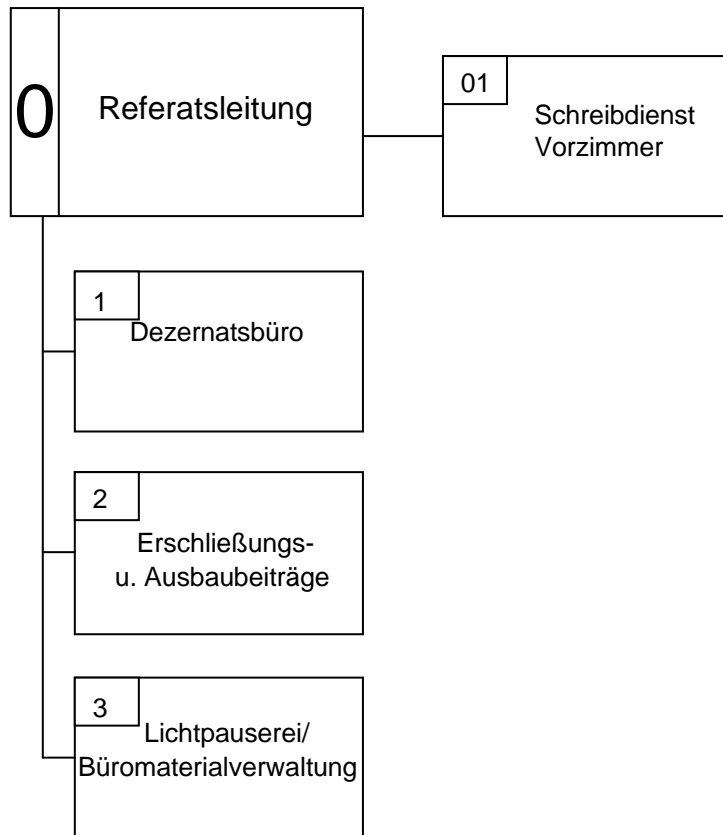 0
Referatsleitung
01
Schreibdienst
Vorzimmer
1
Dezernatsbüro
2
Erschließungs-
u. Ausbaubeiträge
3
Lichtpauserei/
Büromaterialverwaltung